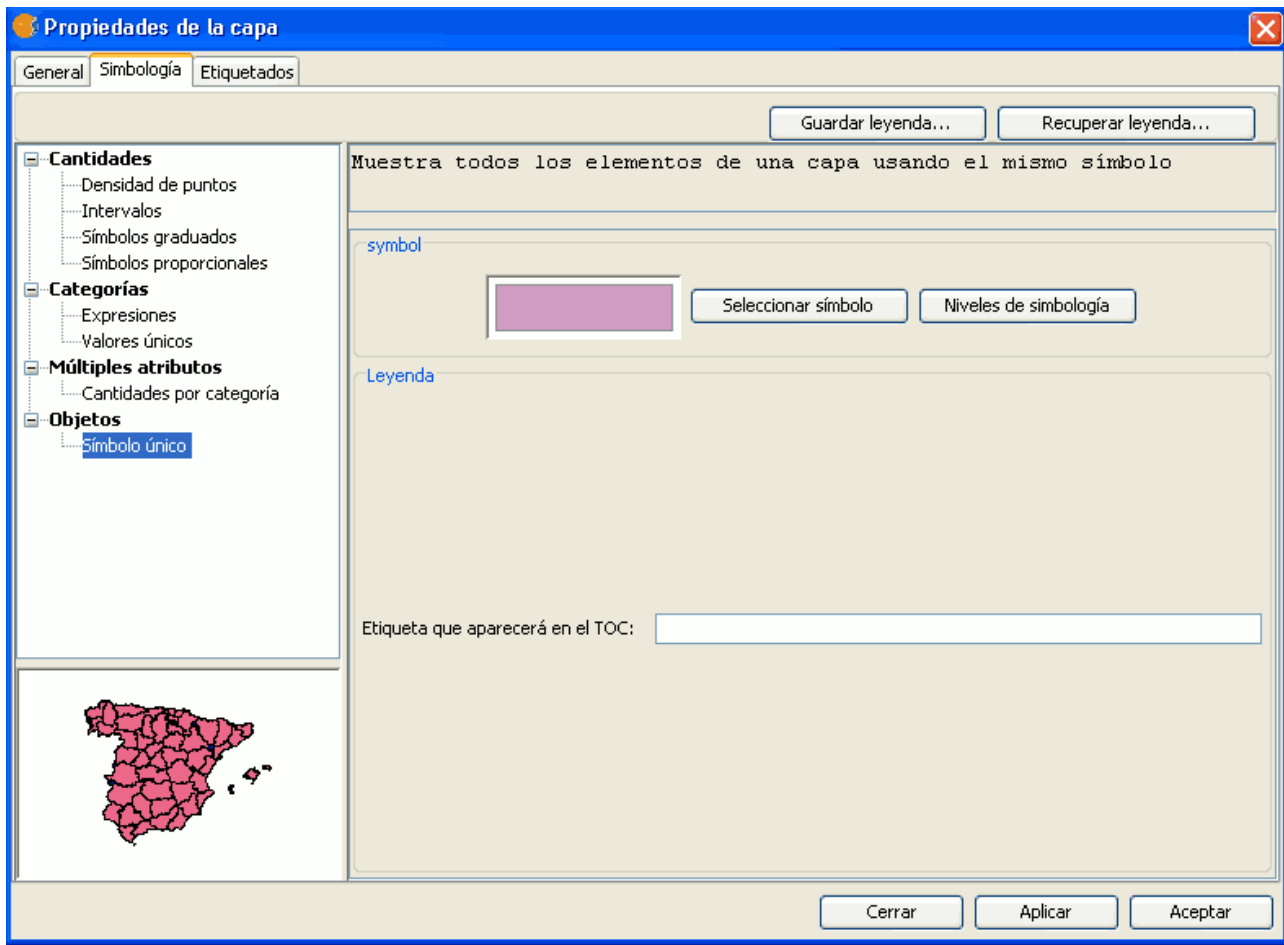 Propiedades de la capa
General Simbología Etiquetados
Guardar leyenda... Recuperar leyenda...
Cantidades
Densidad de puntos
Intervalos
Símbolos graduados
Símbolos proporcionales
Categorías
Expresiones
Valores únicos
Múltiples atributos
Cantidades por categoría
Objetos
Símbolo único
Muestra todos los elementos de una capa usando el mismo símbolo
symbol
Seleccionar símbolo Niveles de simbología
Leyenda
Etiqueta que aparecerá en el TOC:
Cerrar Aplicar Aceptar